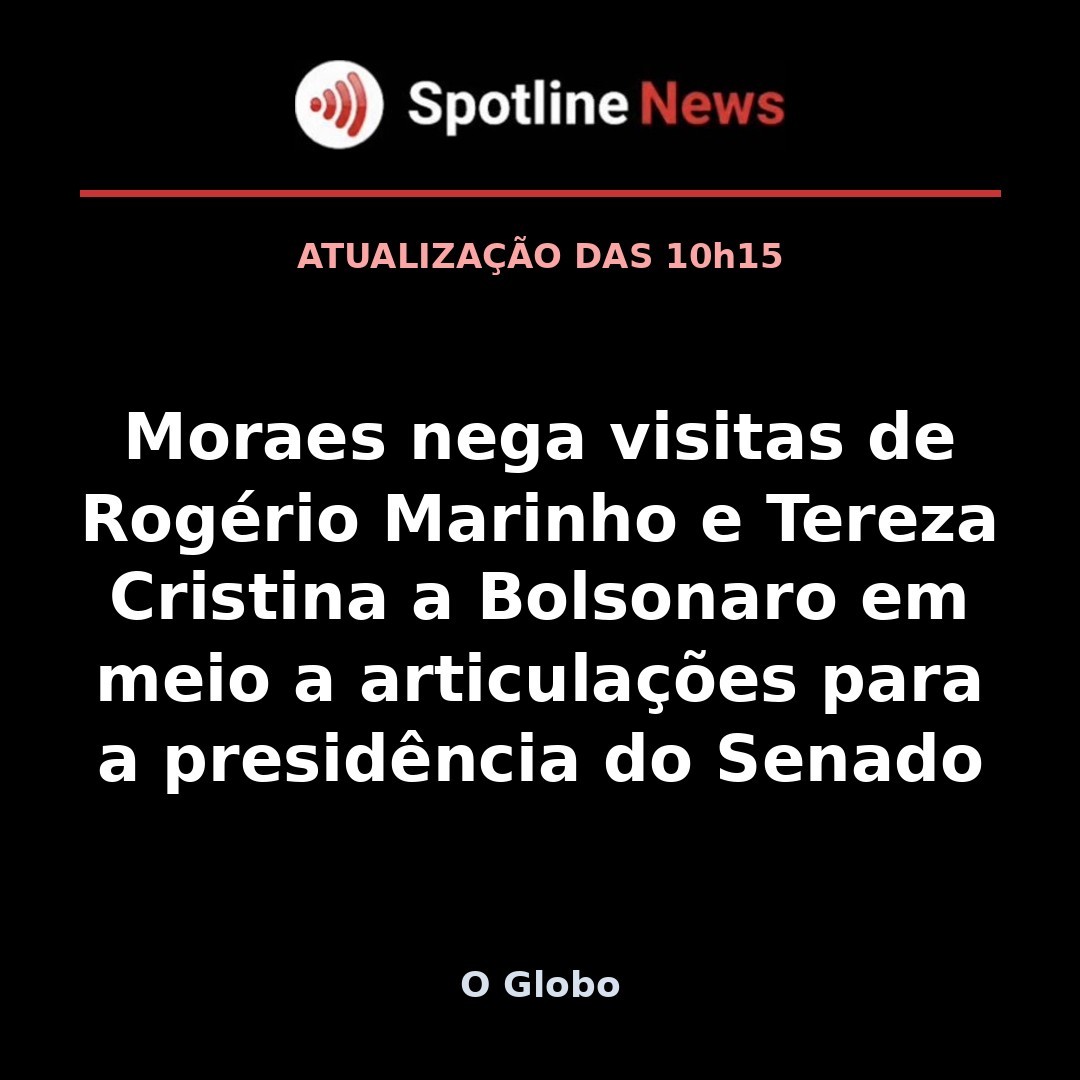 Spotline News
ATUALIZAÇÃO DAS 10h15
Moraes nega visitas de
Rogério Marinho e Tereza
Cristina a Bolsonaro em
meio a articulações para
a presidência do Senado
O Globo